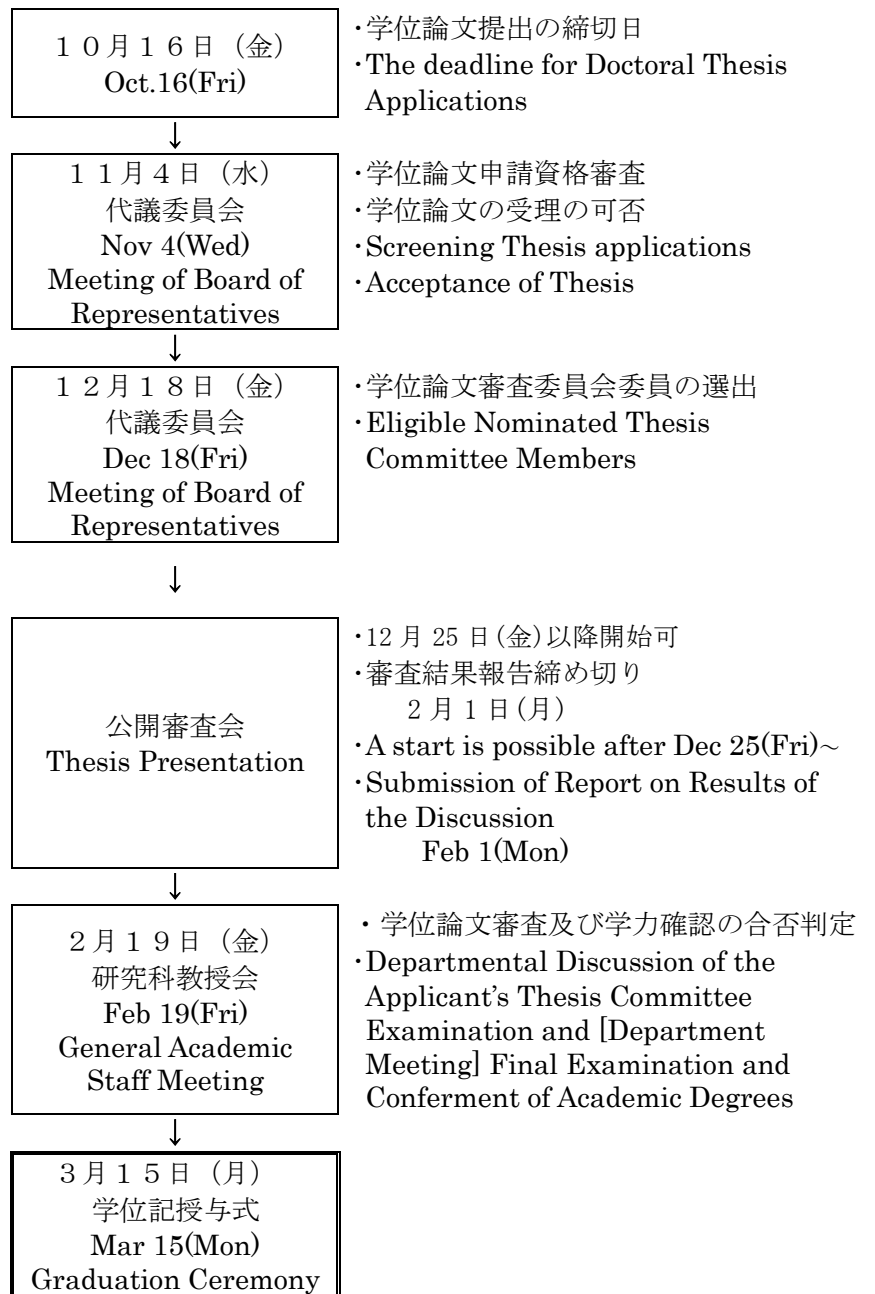 １０月１６日（金）
Oct.16(Fri)
・学位論文提出の締切日
・The deadline for Doctoral Thesis
Applications
↓
１１月４日（水）
代議委員会
Nov 4(Wed)
Meeting of Board of
Representatives
・学位論文申請資格審査
・学位論文の受理の可否
・Screening Thesis applications
・Acceptance of Thesis
↓
１２月１８日（金）
代議委員会
Dec 18(Fri)
Meeting of Board of
Representatives
・学位論文審査委員会委員の選出
・Eligible Nominated Thesis
Committee Members
↓
公開審査会
Thesis Presentation
・12月25日(金)以降開始可
・審査結果報告締め切り
２月１日(月)
・A start is possible after Dec 25(Fri)~
・Submission of Report on Results of
the Discussion
Feb 1(Mon)
↓
２月１９日（金）
研究科教授会
Feb 19(Fri)
General Academic
Staff Meeting
・学位論文審査及び学力確認の合否判定
・Departmental Discussion of the
Applicant’s Thesis Committee
Examination and [Department
Meeting] Final Examination and
Conferment of Academic Degrees
↓
３月１５日（月）
学位記授与式
Mar 15(Mon)
Graduation Ceremony